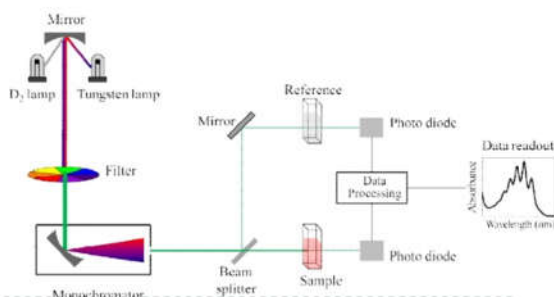 Mirror
D2 lamp
Tungsten lamp
Filter
Monochromator
Mirror
Beam
splitter
Reference
Sample
Photo diode
Data
Processing
Photo diode
Data readout
Absorbance
Wavelength (nm)